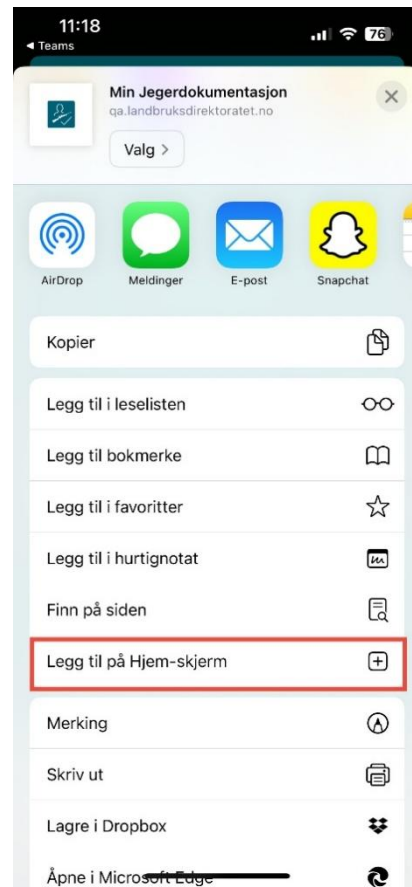 11:18
76
◀ Teams
Min Jegerdokumentasjon
qa.landbruksdirektoratet.no
Valg >
AirDrop
Meldinger
E-post
Snapchat
Kopier
Legg til i leselisten
Legg til bokmerke
Legg til i favoritter
Legg til i hurtignotat
Finn på siden
Legg til på Hjem-skjerm
Merking
Skriv ut
Lagre i Dropbox
Åpne i Microsoft Edge